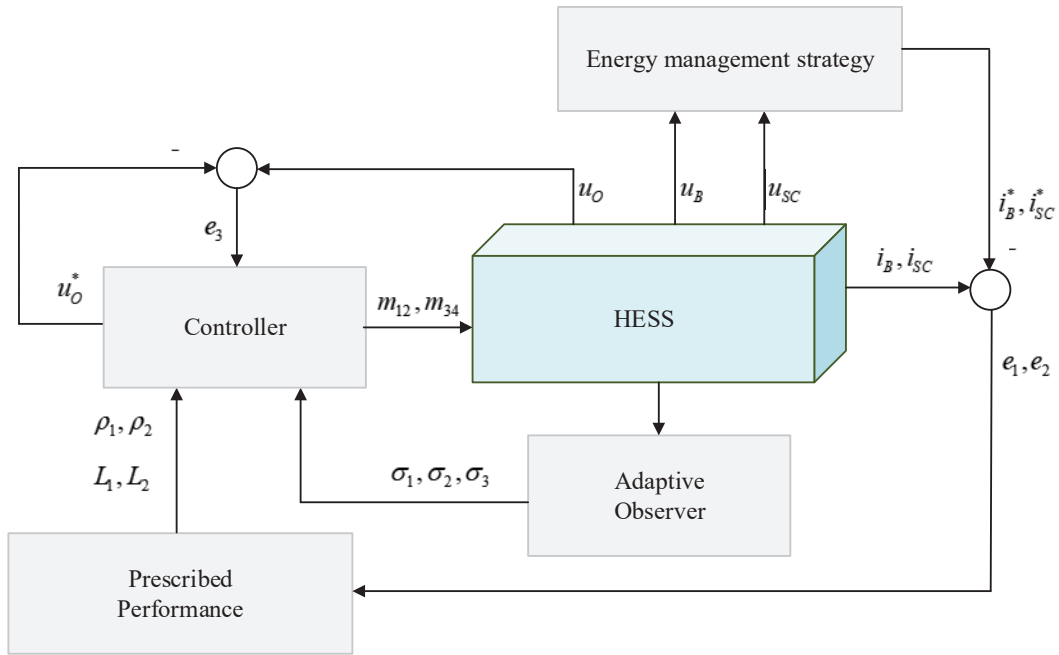 Energy management strategy
-
u_O
u_B
u_SC
i_B^*, i_SC^*
e_3
-
u_O^*
i_B, i_SC
Controller
m_12, m_34
HESS
e_1, e_2
ρ_1, ρ_2
L_1, L_2
σ_1, σ_2, σ_3
Adaptive
Observer
Prescribed
Performance